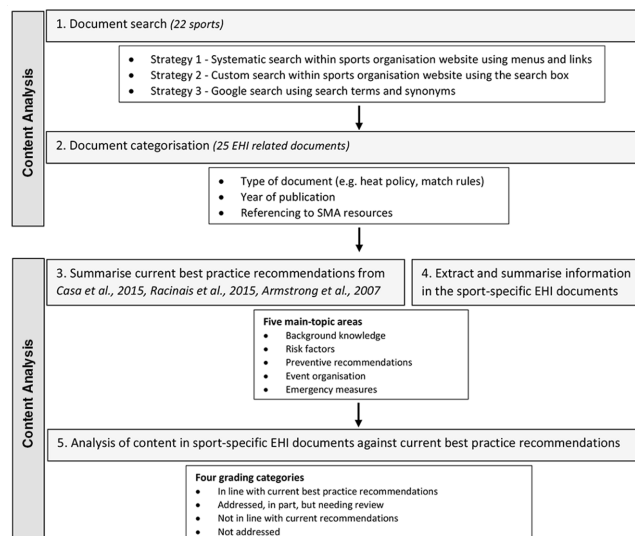 Content Analysis
1. Document search (22 sports)
• Strategy 1 - Systematic search within sports organisation website using menus and links
• Strategy 2 - Custom search within sports organisation website using the search box
• Strategy 3 - Google search using search terms and synonyms
2. Document categorisation (25 EHI related documents)
• Type of document (e.g. heat policy, match rules)
• Year of publication
• Referencing to SMA resources
Content Analysis
3. Summarise current best practice recommendations from
Casa et al., 2015, Racinais et al., 2015, Armstrong et al., 2007
4. Extract and summarise information
in the sport-specific EHI documents
Five main-topic areas
• Background knowledge
• Risk factors
• Preventive recommendations
• Event organisation
• Emergency measures
5. Analysis of content in sport-specific EHI documents against current best practice recommendations
Four grading categories
• In line with current best practice recommendations
• Addressed, in part, but needing review
• Not in line with current recommendations
• Not addressed